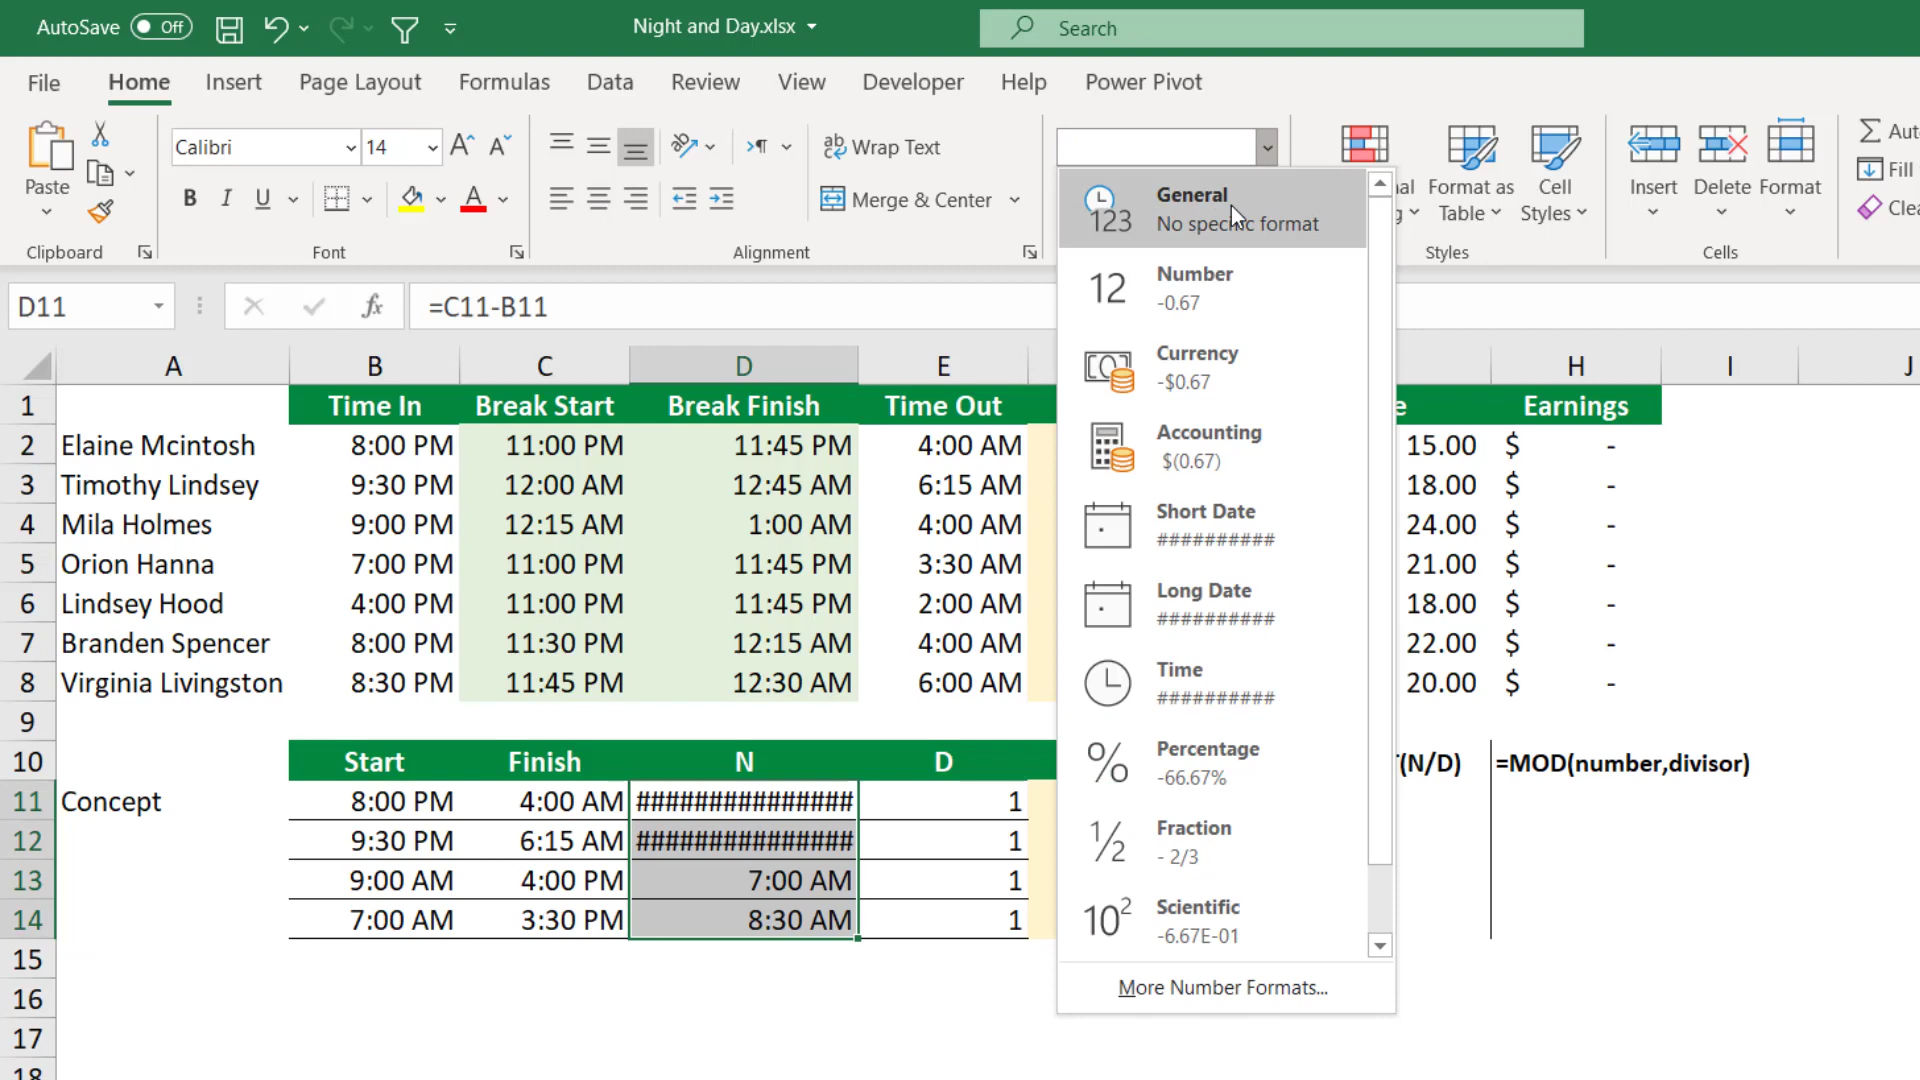 AutoSave Off Night and Day.xlsx Search
File Home Insert Page Layout Formulas Data Review View Developer Help Power Pivot
Paste
Calibri 14
Wrap Text
Merge & Center
Format as Table
Cell Styles
Insert Delete Format
Fill
Clipboard Font Alignment Styles Cells
D11 fx =C11-B11
General
No specific format
12 Number
-0.67
Currency
-$0.67
Accounting
$(0.67)
Short Date
##########
Long Date
##########
Time
##########
% Percentage
-66.67%
½ Fraction
- 2/3
10² Scientific
-6.67E-01
More Number Formats...
A B C D E H I J
1 Time In Break Start Break Finish Time Out Earnings
2 Elaine Mcintosh 8:00 PM 11:00 PM 11:45 PM 4:00 AM 15.00 $ -
3 Timothy Lindsey 9:30 PM 12:00 AM 12:45 AM 6:15 AM 18.00 $ -
4 Mila Holmes 9:00 PM 12:15 AM 1:00 AM 4:00 AM 24.00 $ -
5 Orion Hanna 7:00 PM 11:00 PM 11:45 PM 3:30 AM 21.00 $ -
6 Lindsey Hood 4:00 PM 11:00 PM 11:45 PM 2:00 AM 18.00 $ -
7 Branden Spencer 8:00 PM 11:30 PM 12:15 AM 4:00 AM 22.00 $ -
8 Virginia Livingston 8:30 PM 11:45 PM 12:30 AM 6:00 AM 20.00 $ -
9
10 Start Finish N D (N/D) =MOD(number,divisor)
11 Concept 8:00 PM 4:00 AM ############## 1
12 9:30 PM 6:15 AM ############## 1
13 9:00 AM 4:00 PM 7:00 AM 1
14 7:00 AM 3:30 PM 8:30 AM 1
15
16
17
18